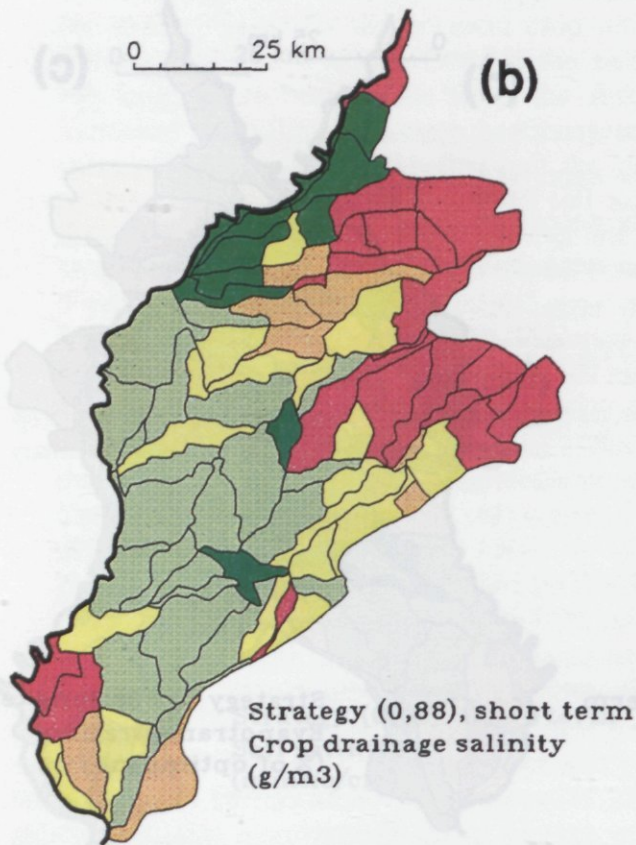 0 25 km
(b)
Strategy (0,88), short term
Crop drainage salinity
(g/m3)